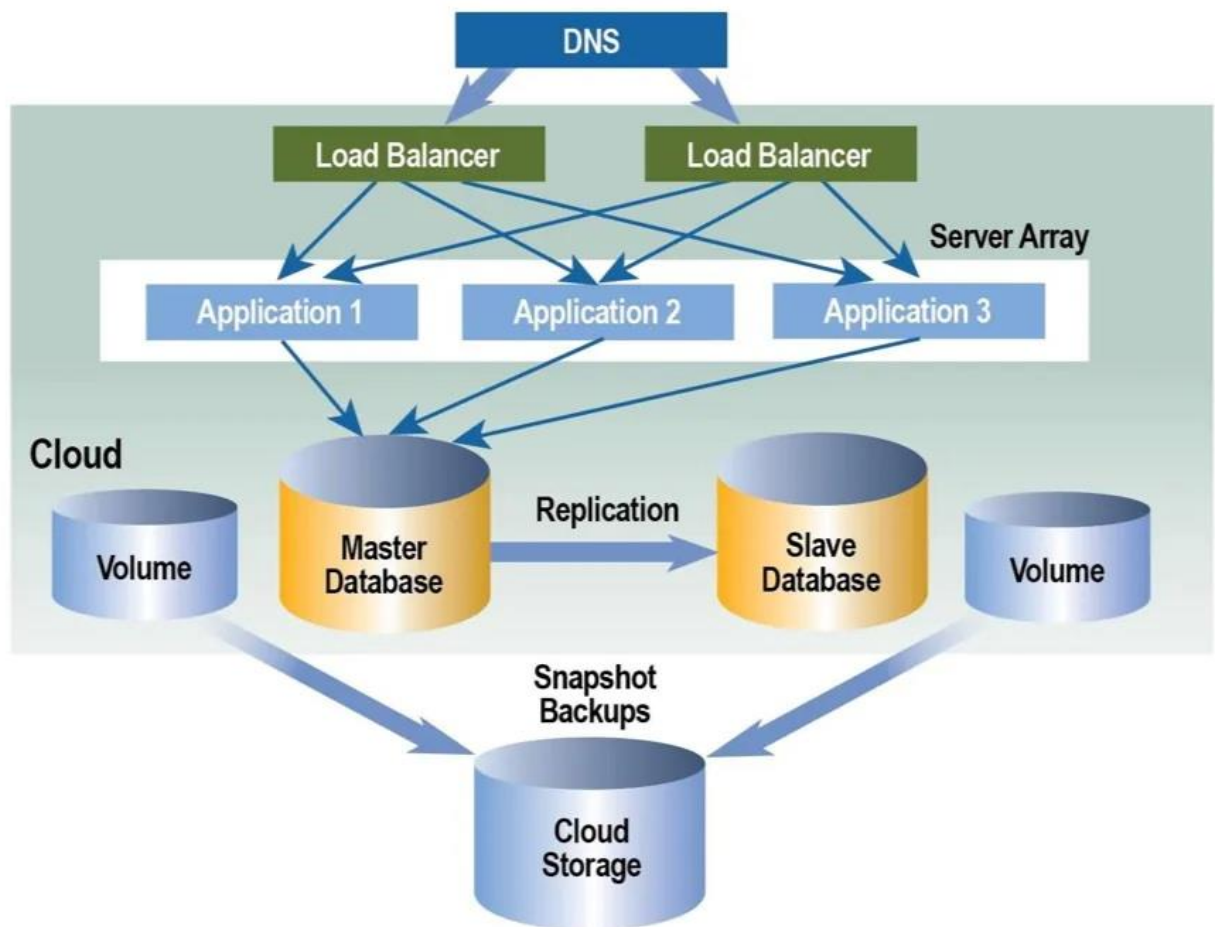 DNS
Load Balancer
Load Balancer
Server Array
Application 1
Application 2
Application 3
Cloud
Volume
Master
Database
Replication
Slave
Database
Volume
Snapshot
Backups
Cloud
Storage